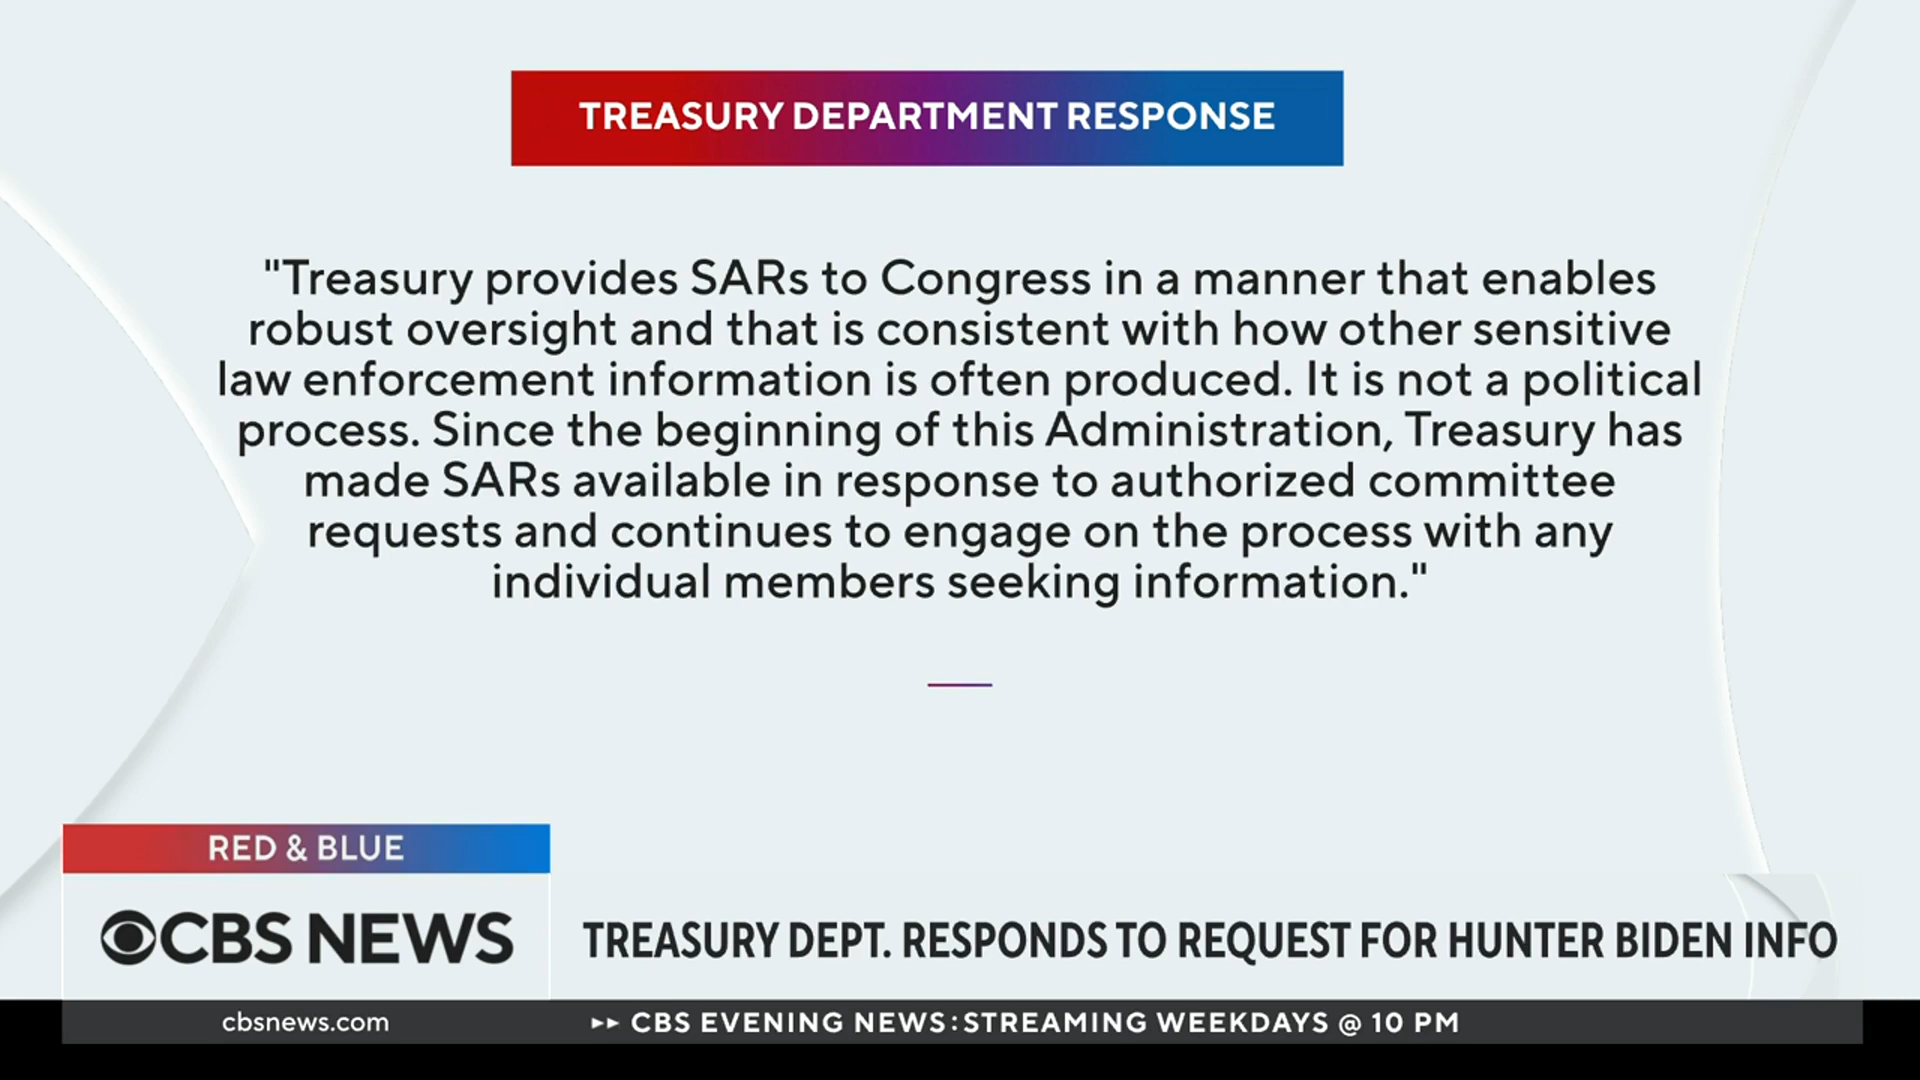 TREASURY DEPARTMENT RESPONSE
"Treasury provides SARs to Congress in a manner that enables
robust oversight and that is consistent with how other sensitive
law enforcement information is often produced. It is not a political
process. Since the beginning of this Administration, Treasury has
made SARs available in response to authorized committee
requests and continues to engage on the process with any
individual members seeking information."
RED & BLUE
CBS NEWS
TREASURY DEPT. RESPONDS TO REQUEST FOR HUNTER BIDEN INFO
cbsnews.com
CBS EVENING NEWS: STREAMING WEEKDAYS @ 10 PM